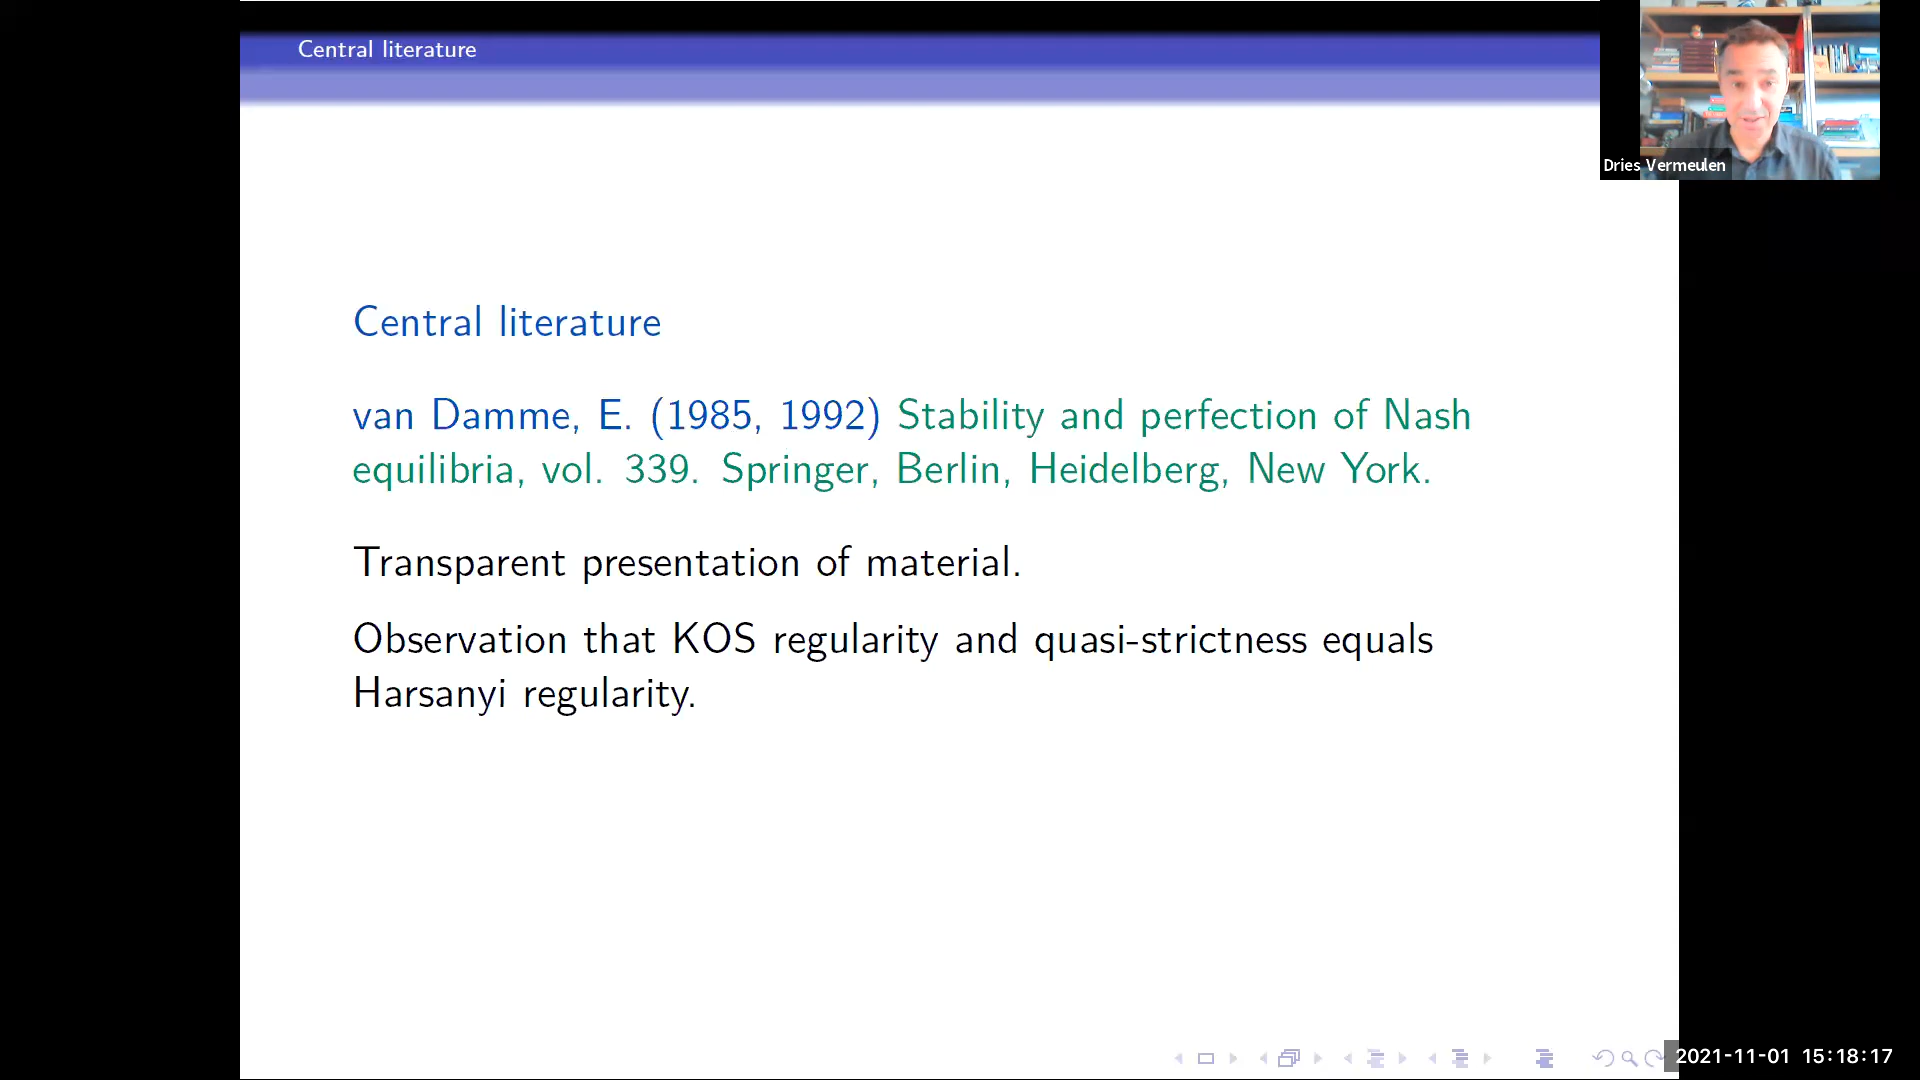 Central literature
Dries Vermeulen
Central literature
van Damme, E. (1985, 1992) Stability and perfection of Nash
equilibria, vol. 339. Springer, Berlin, Heidelberg, New York.
Transparent presentation of material.
Observation that KOS regularity and quasi-strictness equals
Harsanyi regularity.
2021-11-01 15:18:17